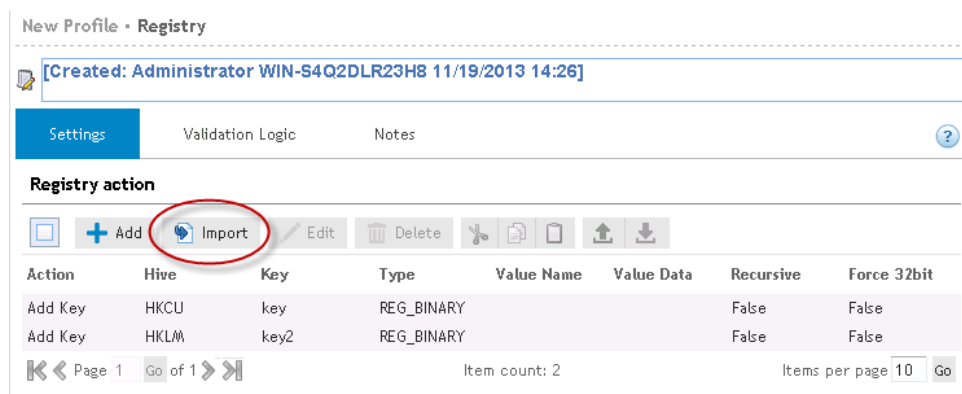 New Profile • Registry
[Created: Administrator WIN-S4Q2DLR23H8 11/19/2013 14:26]
Settings Validation Logic Notes ?
Registry action
Add Import Edit Delete
Action Hive Key Type Value Name Value Data Recursive Force 32bit
Add Key HKCU key REG_BINARY False False
Add Key HKLM key2 REG_BINARY False False
Page 1 Go of 1 Item count: 2 Items per page 10 Go